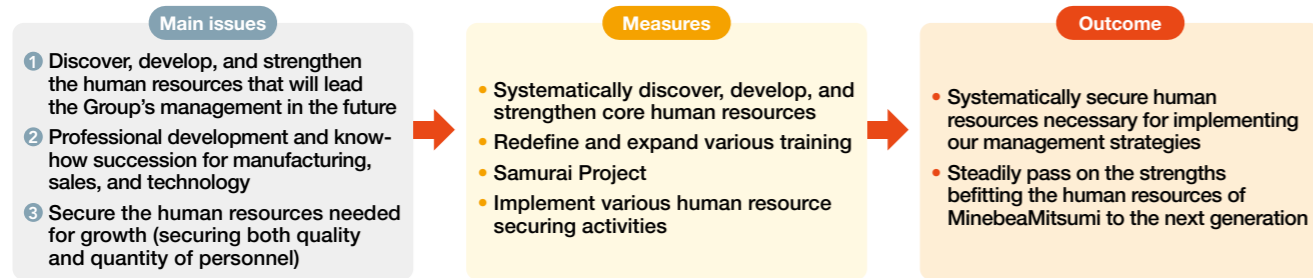 Main issues
1 Discover, develop, and strengthen
the human resources that will lead
the Group's management in the future
2 Professional development and know-
how succession for manufacturing,
sales, and technology
3 Secure the human resources needed
for growth (securing both quality
and quantity of personnel)
Measures
• Systematically discover, develop, and
strengthen core human resources
• Redefine and expand various training
• Samurai Project
• Implement various human resource
securing activities
Outcome
• Systematically secure human
resources necessary for implementing
our management strategies
• Steadily pass on the strengths
befitting the human resources of
MinebeaMitsumi to the next generation